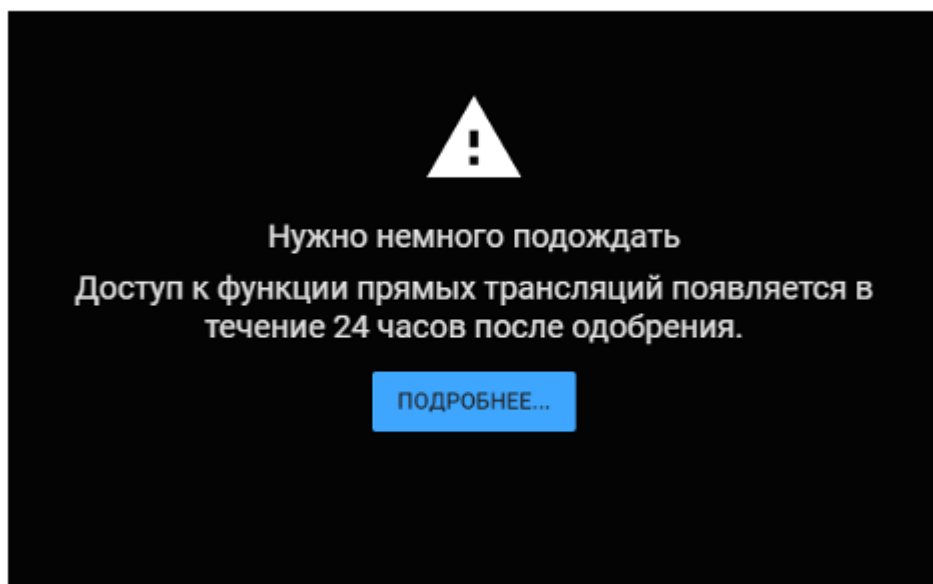 Нужно немного подождать
Доступ к функции прямых трансляций появляется в
течение 24 часов после одобрения.
ПОДРОБНЕЕ...